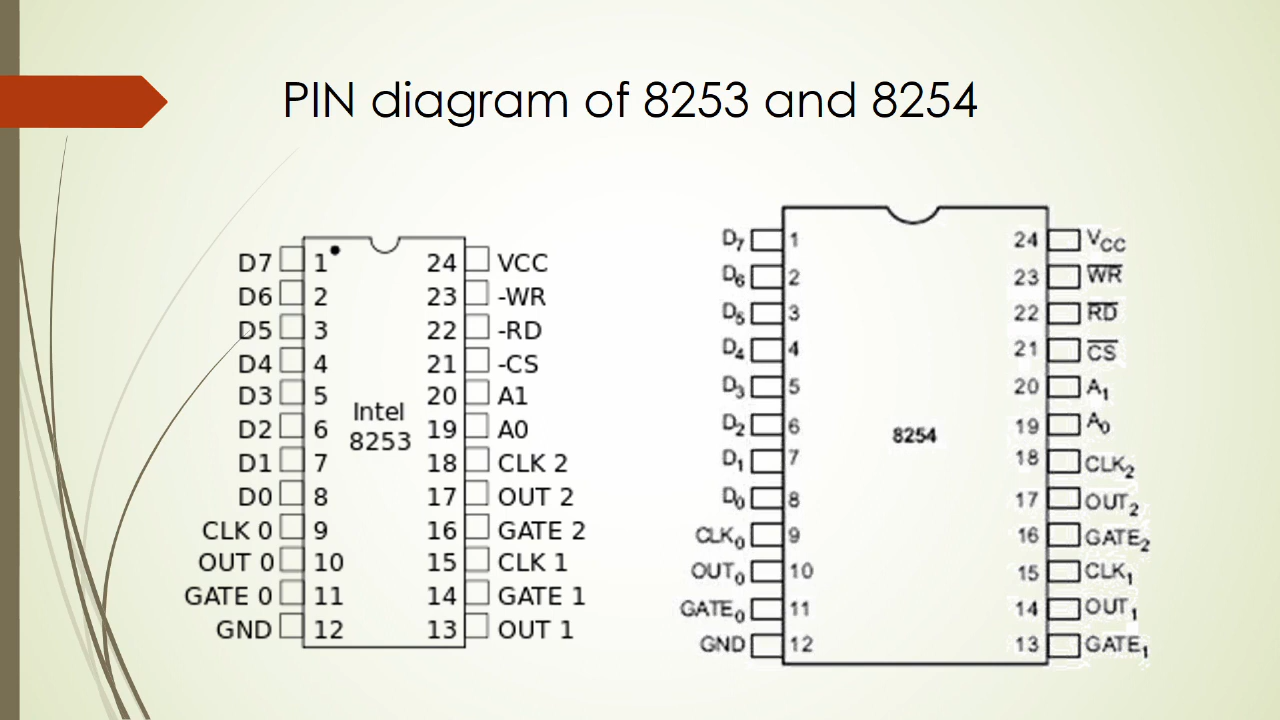 PIN diagram of 8253 and 8254
D7 1 24 VCC
D6 2 23 -WR
D5 3 22 -RD
D4 4 21 -CS
D3 5 20 A1
Intel
8253
D2 6 19 A0
D1 7 18 CLK 2
D0 8 17 OUT 2
CLK 0 9 16 GATE 2
OUT 0 10 15 CLK 1
GATE 0 11 14 GATE 1
GND 12 13 OUT 1
D₇ 1 24 V_CC
D₆ 2 23 W̅R̅
D₅ 3 22 R̅D̅
D₄ 4 21 C̅S̅
D₃ 5 20 A₁
D₂ 6 19 A₀
8254
D₁ 7 18 CLK₂
D₀ 8 17 OUT₂
CLK₀ 9 16 GATE₂
OUT₀ 10 15 CLK₁
GATE₀ 11 14 OUT₁
GND 12 13 GATE₁